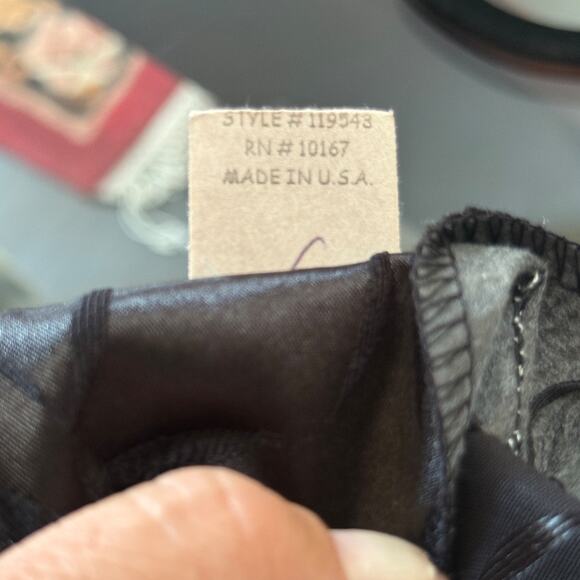 STYLE # 119543
RN # 10167
MADE IN U.S.A.